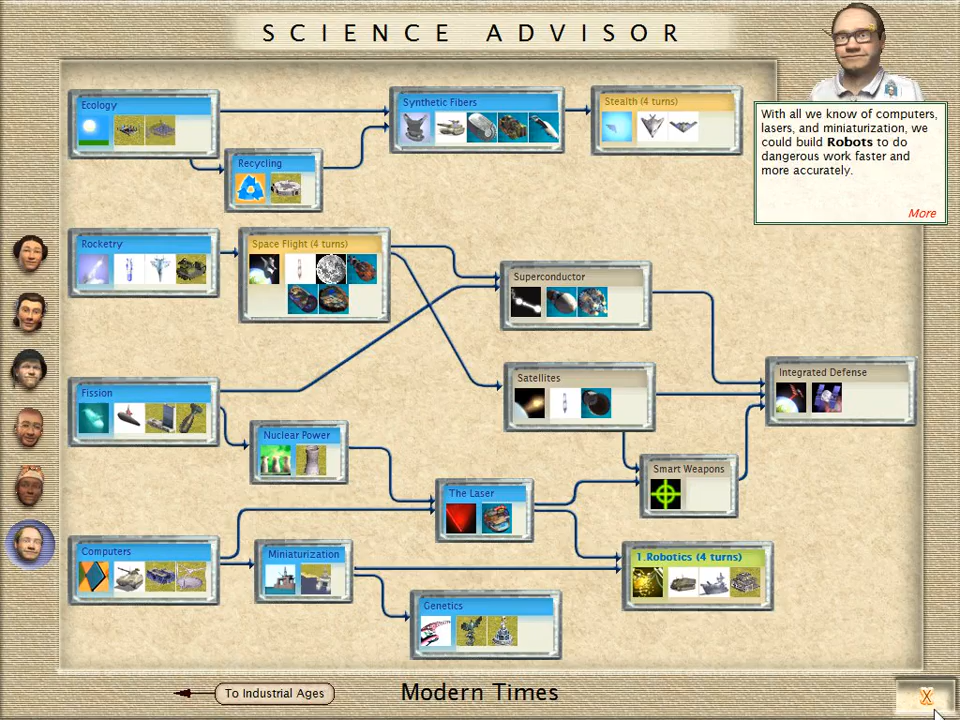 SCIENCE ADVISOR
With all we know of computers,
lasers, and miniaturization, we
could build Robots to do
dangerous work faster and
more accurately.
More
Ecology
Synthetic Fibers
Stealth (4 turns)
Recycling
Rocketry
Space Flight (4 turns)
Superconductor
Satellites
Integrated Defense
Fission
Nuclear Power
Smart Weapons
The Laser
Computers
Miniaturization
1.Robotics (4 turns)
Genetics
To Industrial Ages
Modern Times
X